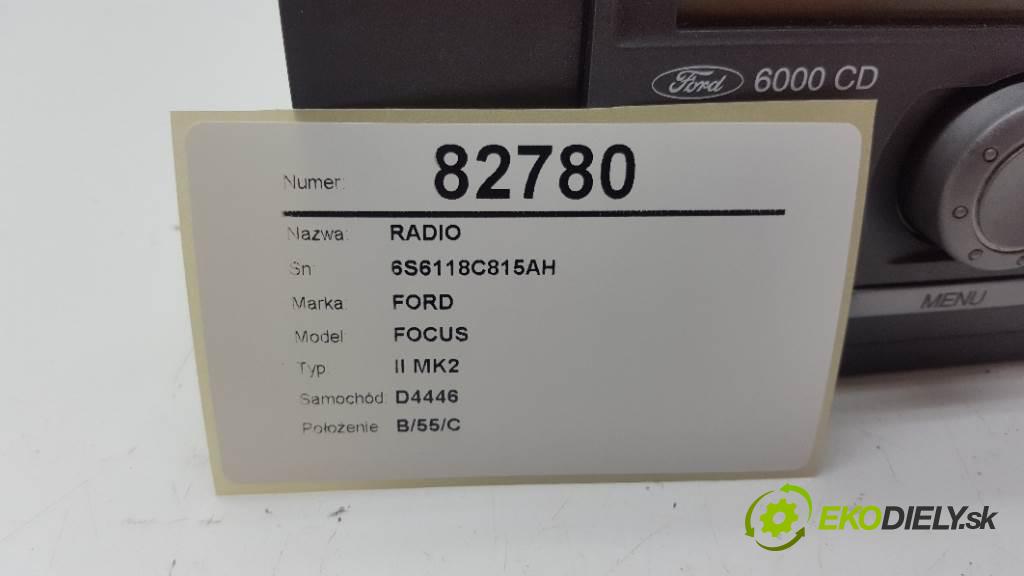 Ford 6000 CD
MENU
Numer: 82780
Nazwa: RADIO
Sn: 6S6118C815AH
Marka: FORD
Model: FOCUS
Typ: II MK2
Samochód: D4446
Położenie B/55/C
EKODIELY.sk